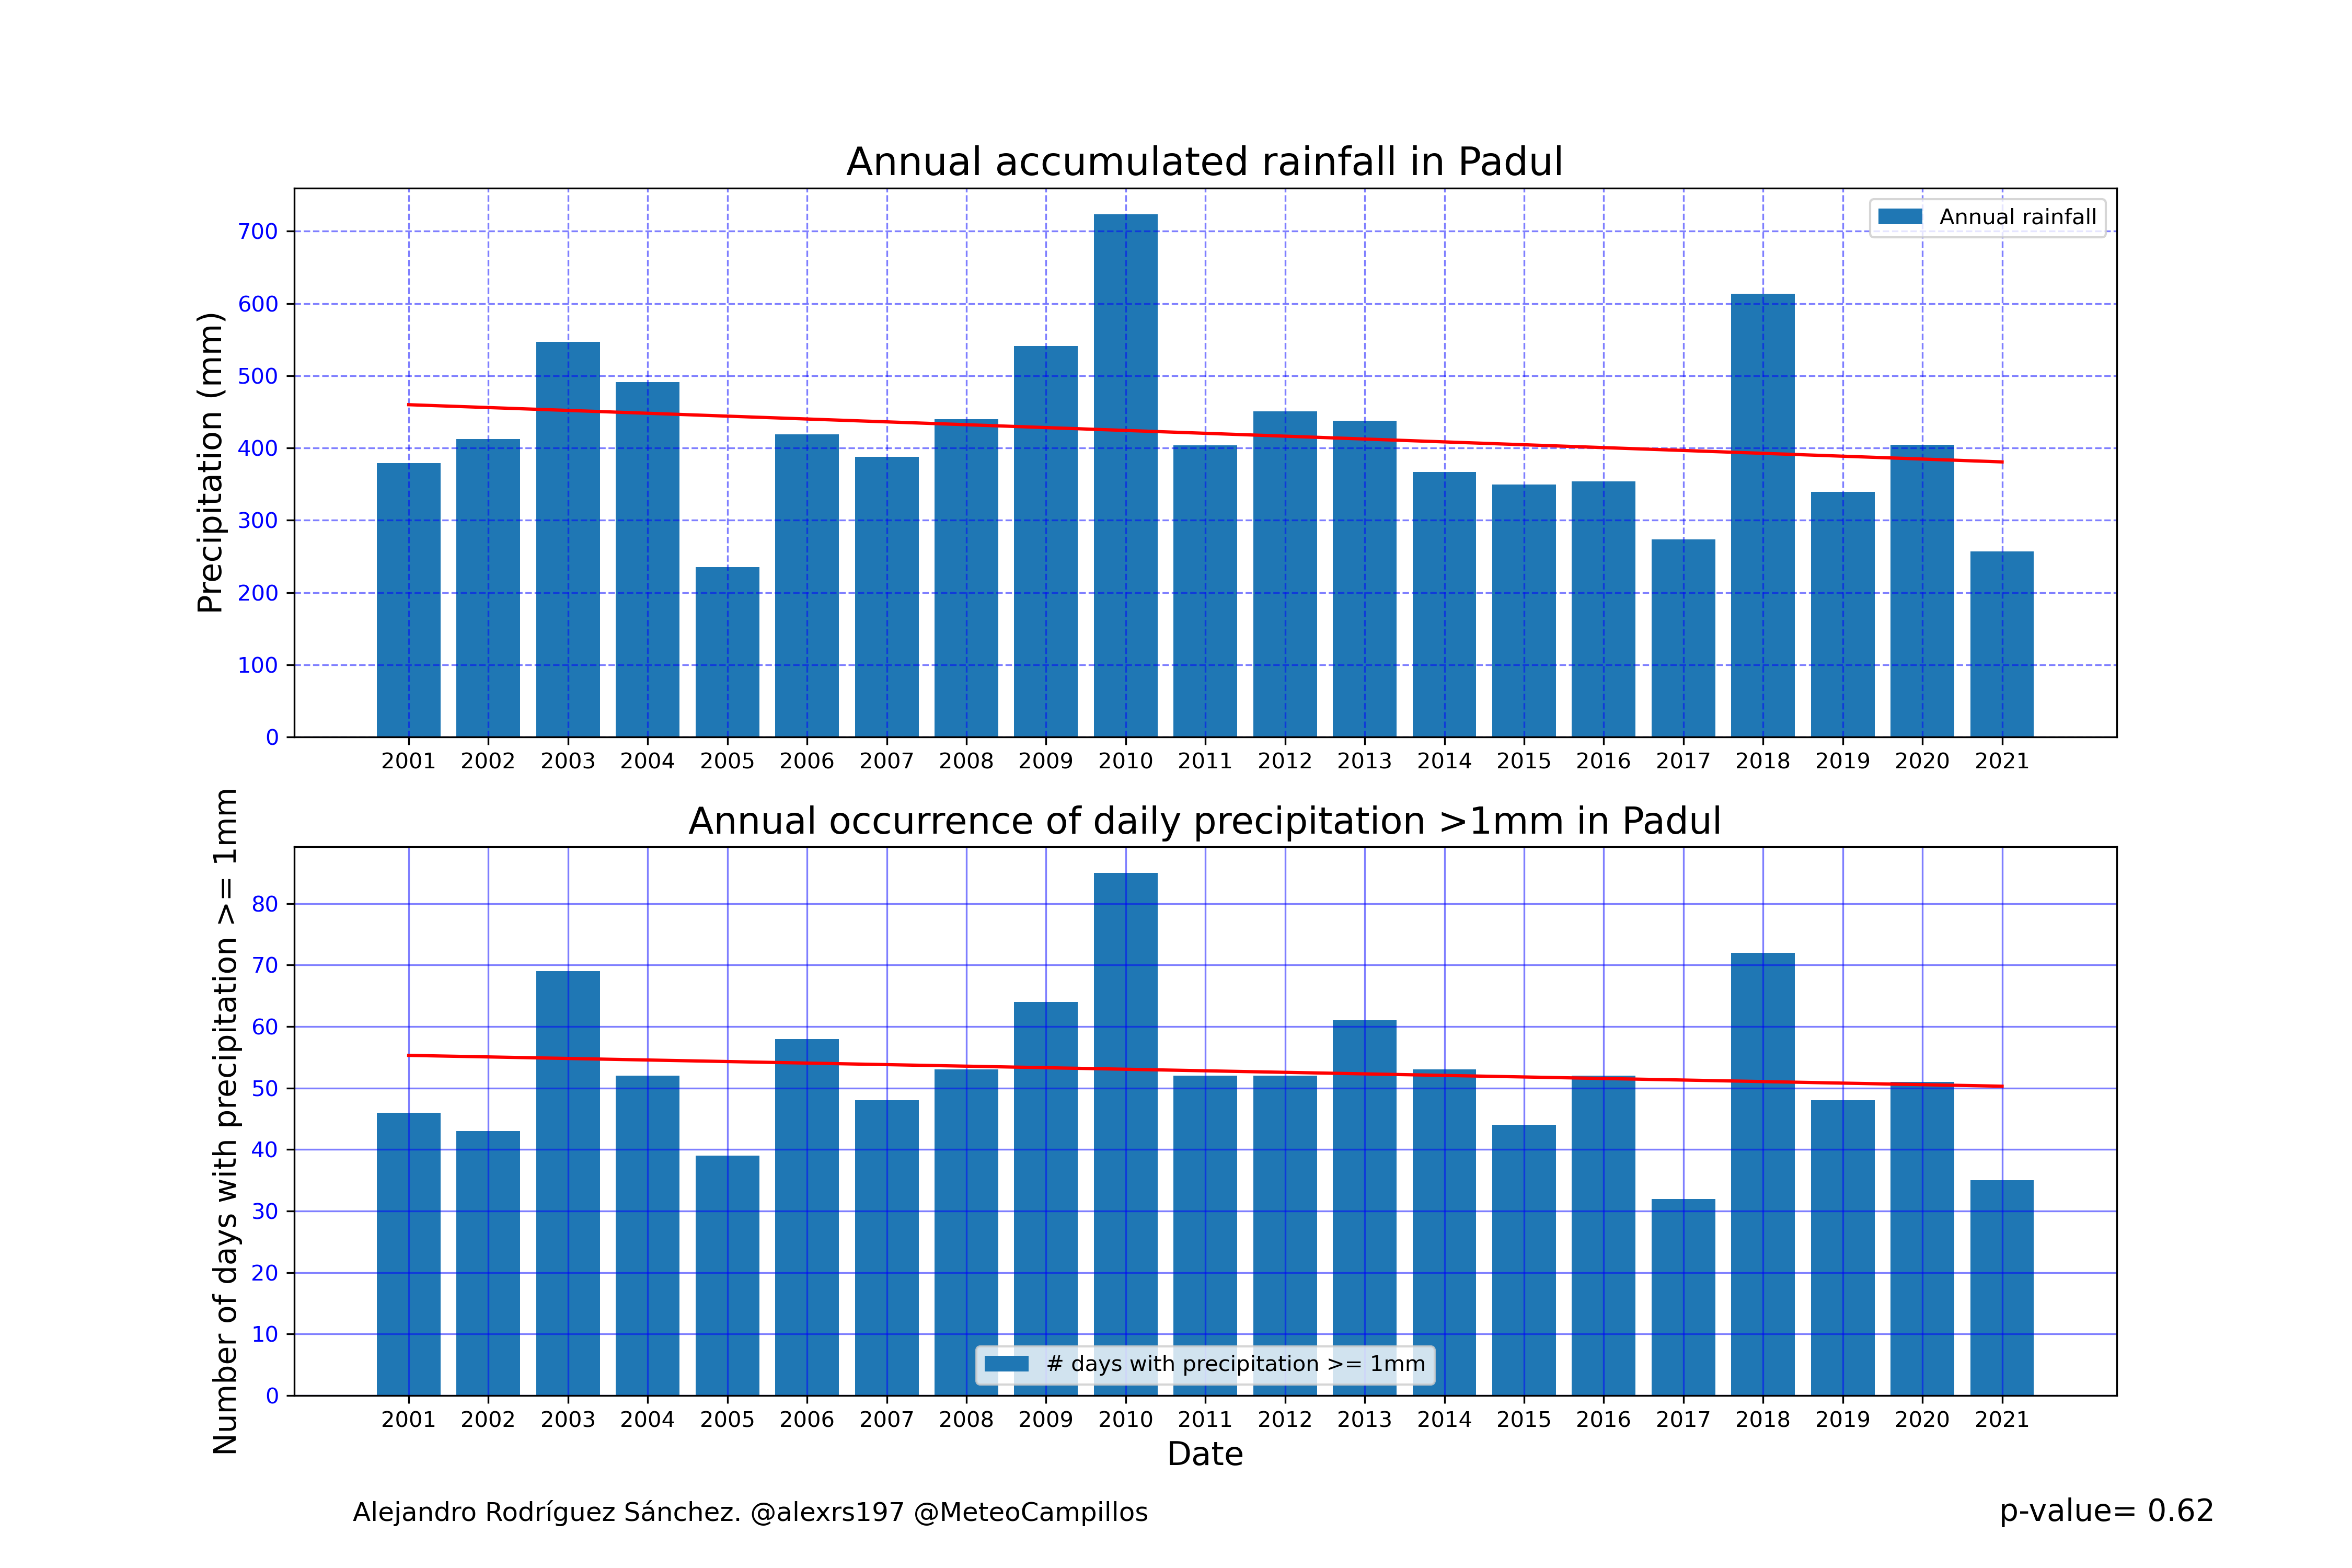 Annual accumulated rainfall in Padul
Precipitation (mm)
700
600
500
400
300
200
100
0
Annual rainfall
2001 2002 2003 2004 2005 2006 2007 2008 2009 2010 2011 2012 2013 2014 2015 2016 2017 2018 2019 2020 2021
Annual occurrence of daily precipitation >1mm in Padul
Number of days with precipitation >= 1mm
80
70
60
50
40
30
20
10
0
# days with precipitation >= 1mm
2001 2002 2003 2004 2005 2006 2007 2008 2009 2010 2011 2012 2013 2014 2015 2016 2017 2018 2019 2020 2021
Date
Alejandro Rodríguez Sánchez. @alexrs197 @MeteoCampillos
p-value= 0.62